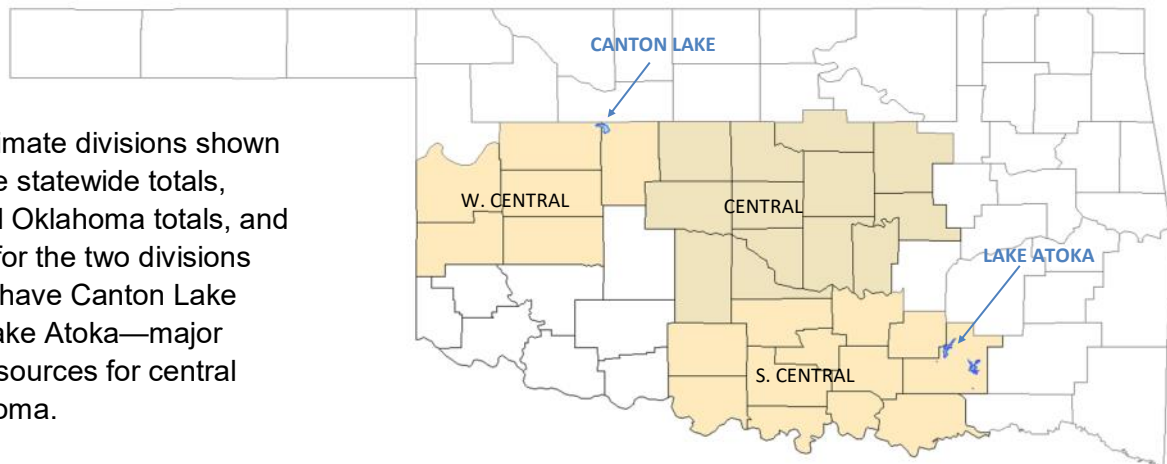 imate divisions shown
e statewide totals,
l Oklahoma totals, and
for the two divisions
have Canton Lake
ake Atoka—major
sources for central
oma.
CANTON LAKE
W. CENTRAL
CENTRAL
LAKE ATOKA
S. CENTRAL